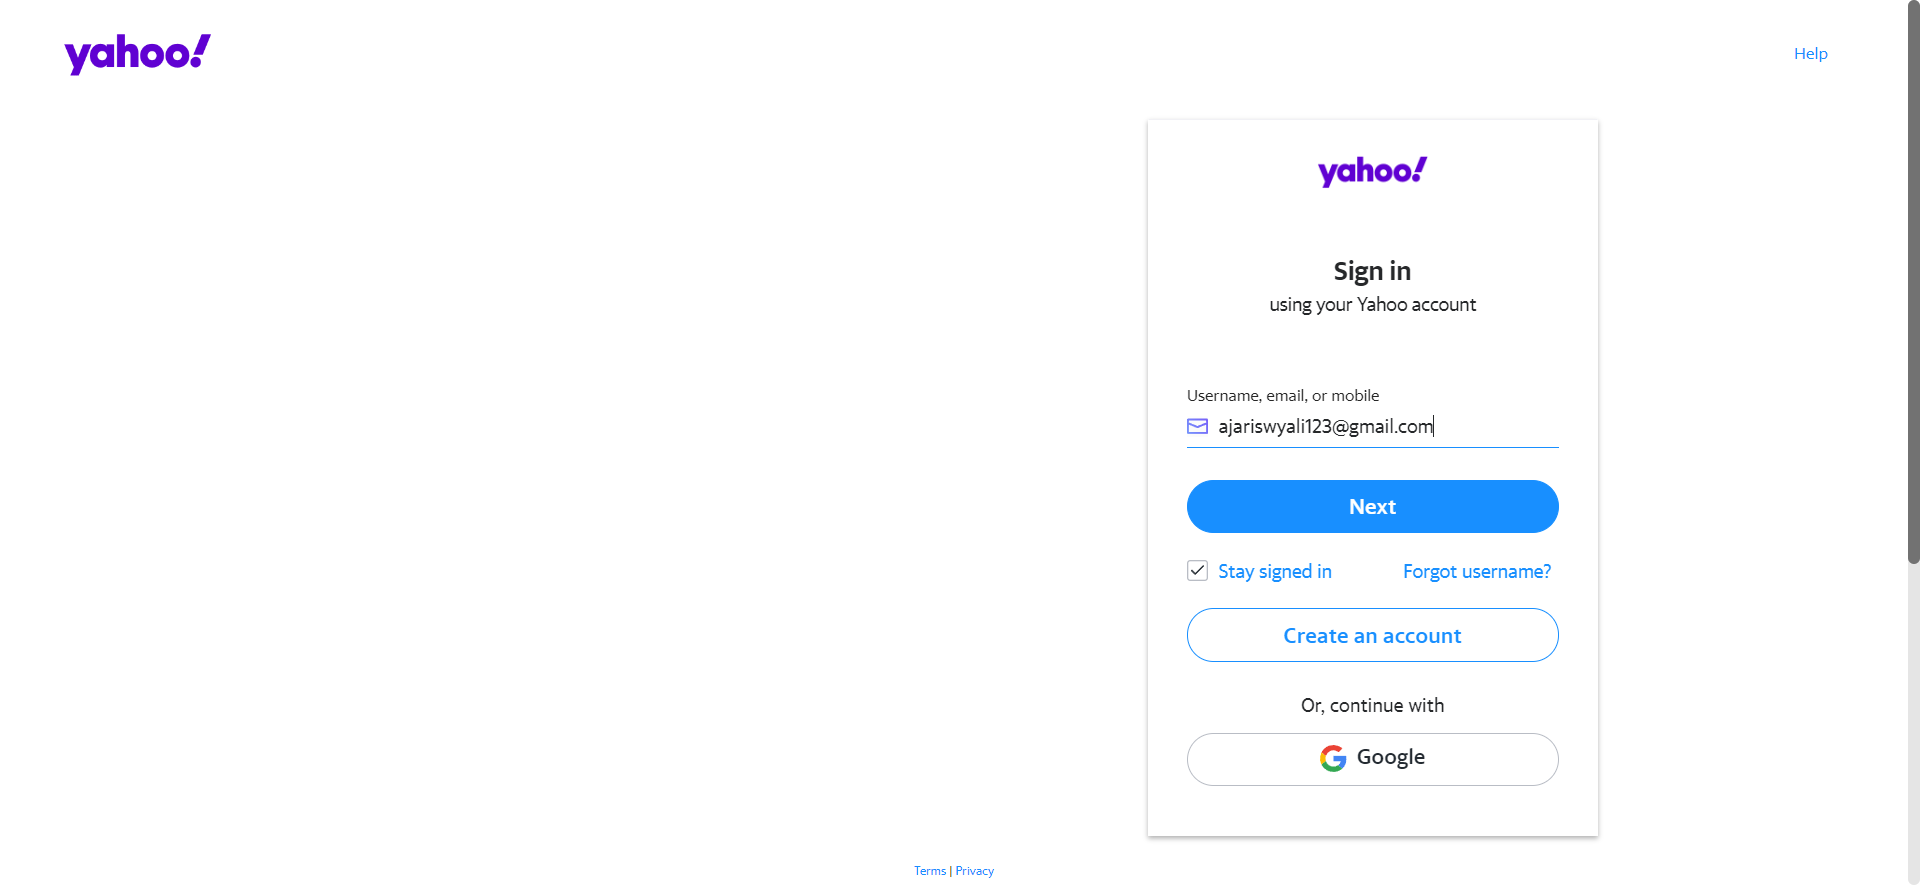 yahoo!
Help
yahoo!
Sign in
using your Yahoo account
Username, email, or mobile
ajariswyali123@gmail.com
Next
Stay signed in
Forgot username?
Create an account
Or, continue with
Google
Terms | Privacy